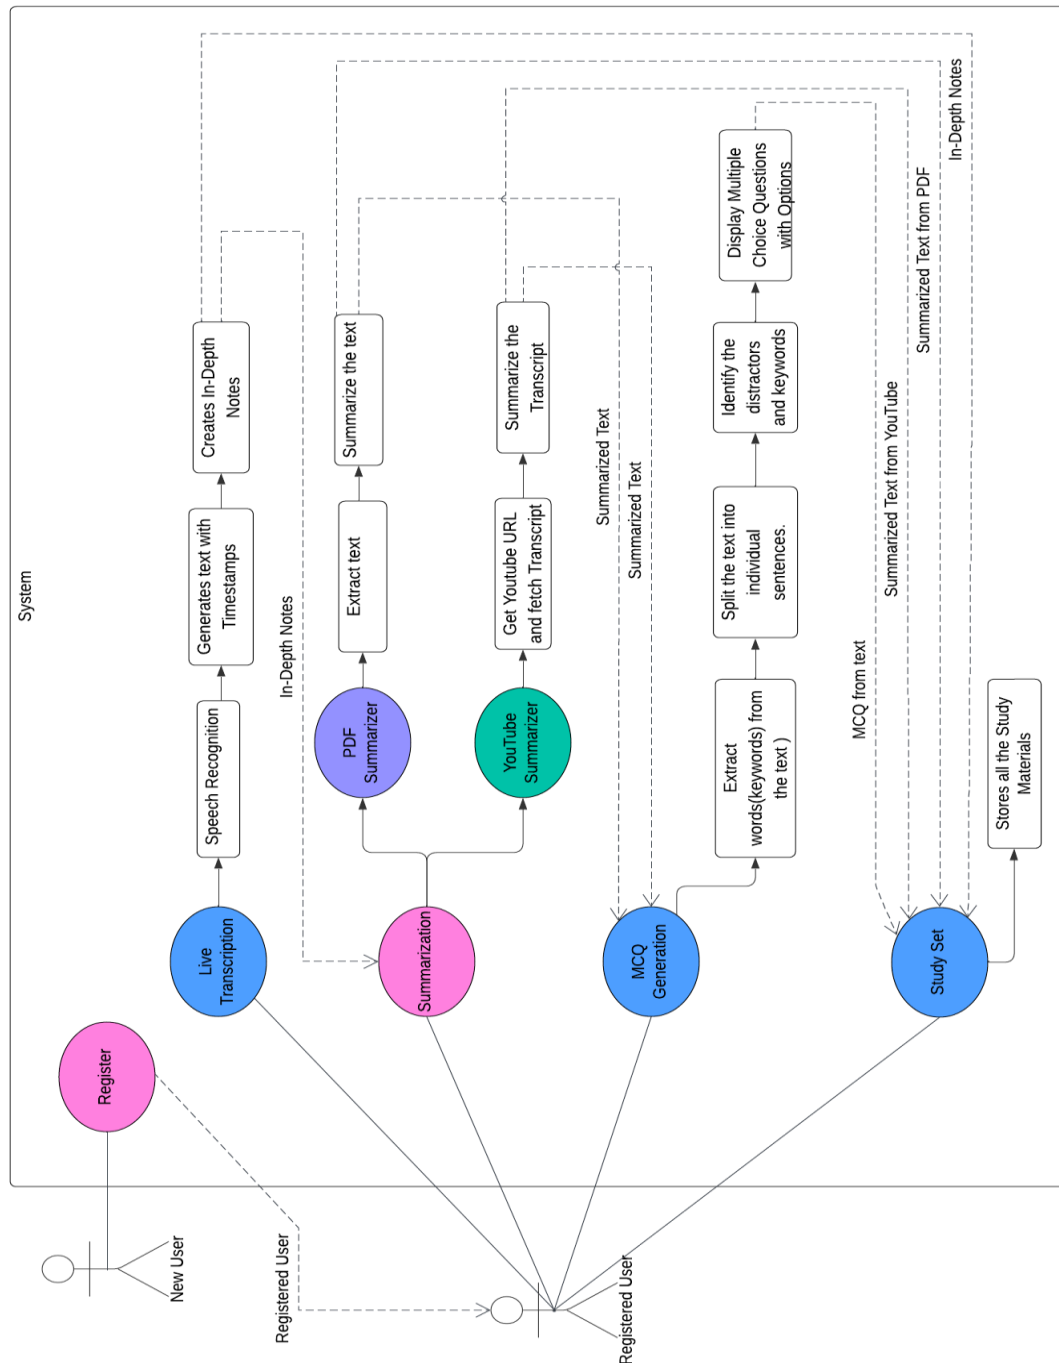 System
New User
Register
Registered User
Registered User
Live
Transcription
Speech Recognition
Generates text with
Timestamps
Creates In-Depth
Notes
In-Depth Notes
Summarization
PDF
Summarizer
Extract text
Summarize the text
YouTube
Summarizer
Get Youtube URL
and fetch Transcript
Summarize the
Transcript
Summarized Text
Summarized Text
MCQ
Generation
Extract
words(keywords) from
the text )
Split the text into
individual
sentences.
Identify the
distractors
and keywords
Display Multiple
Choice Questions
with Options
MCQ from text
Summarized Text from YouTube
Summarized Text from PDF
In-Depth Notes
Study Set
Stores all the Study
Materials